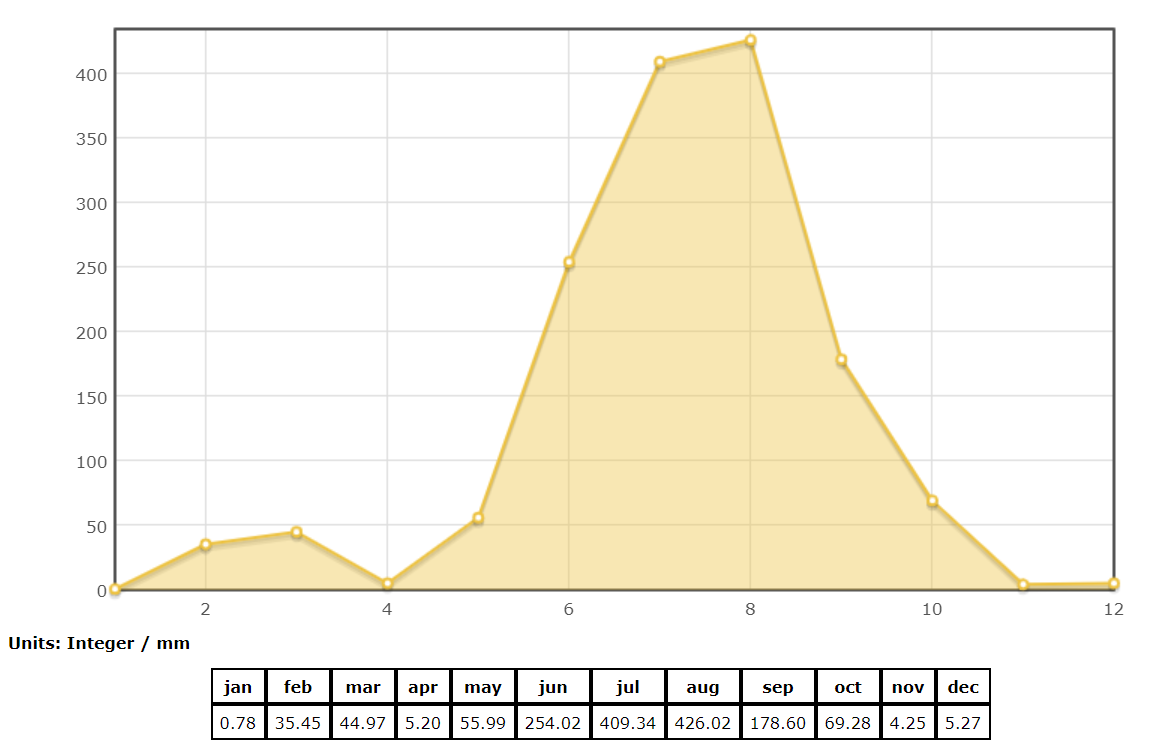 400
350
300
250
200
150
100
50
0
2 4 6 8 10 12
Units: Integer / mm
jan feb mar apr may jun jul aug sep oct nov dec
0.78 35.45 44.97 5.20 55.99 254.02 409.34 426.02 178.60 69.28 4.25 5.27